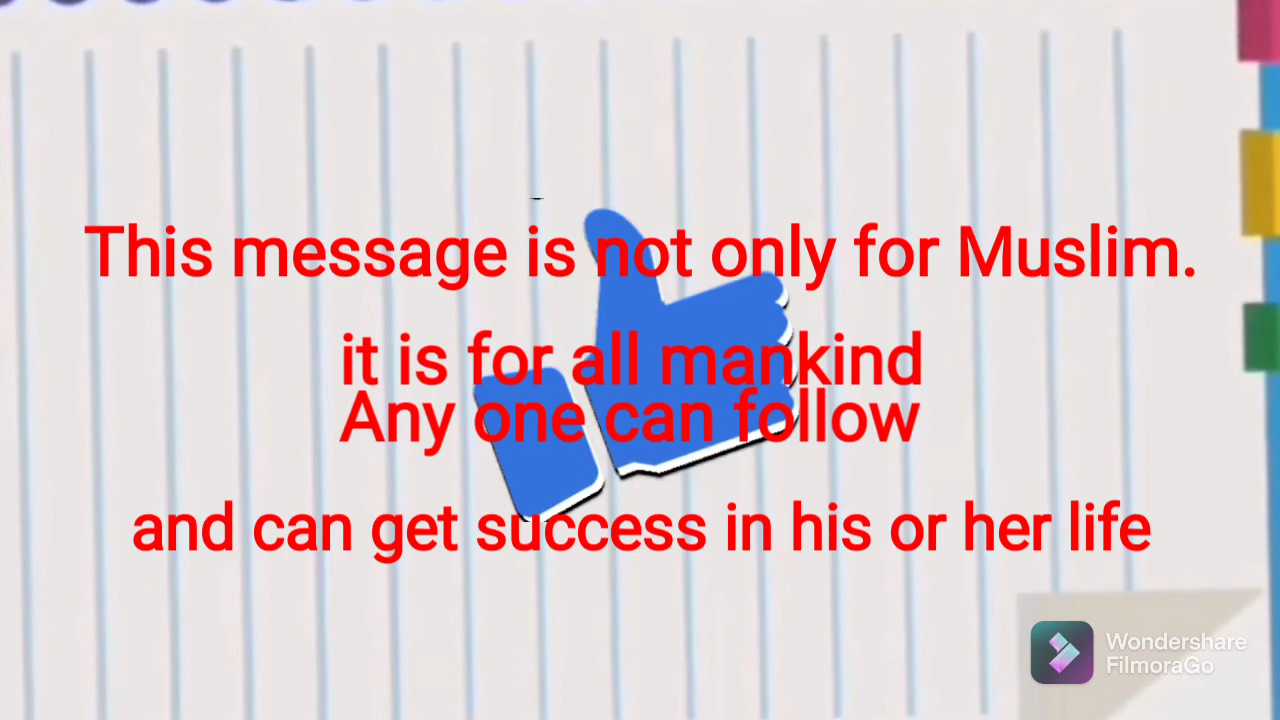 This message is not only for Muslim.
it is for all mankind
Any one can follow
and can get success in his or her life
Wondershare
FilmoraGo